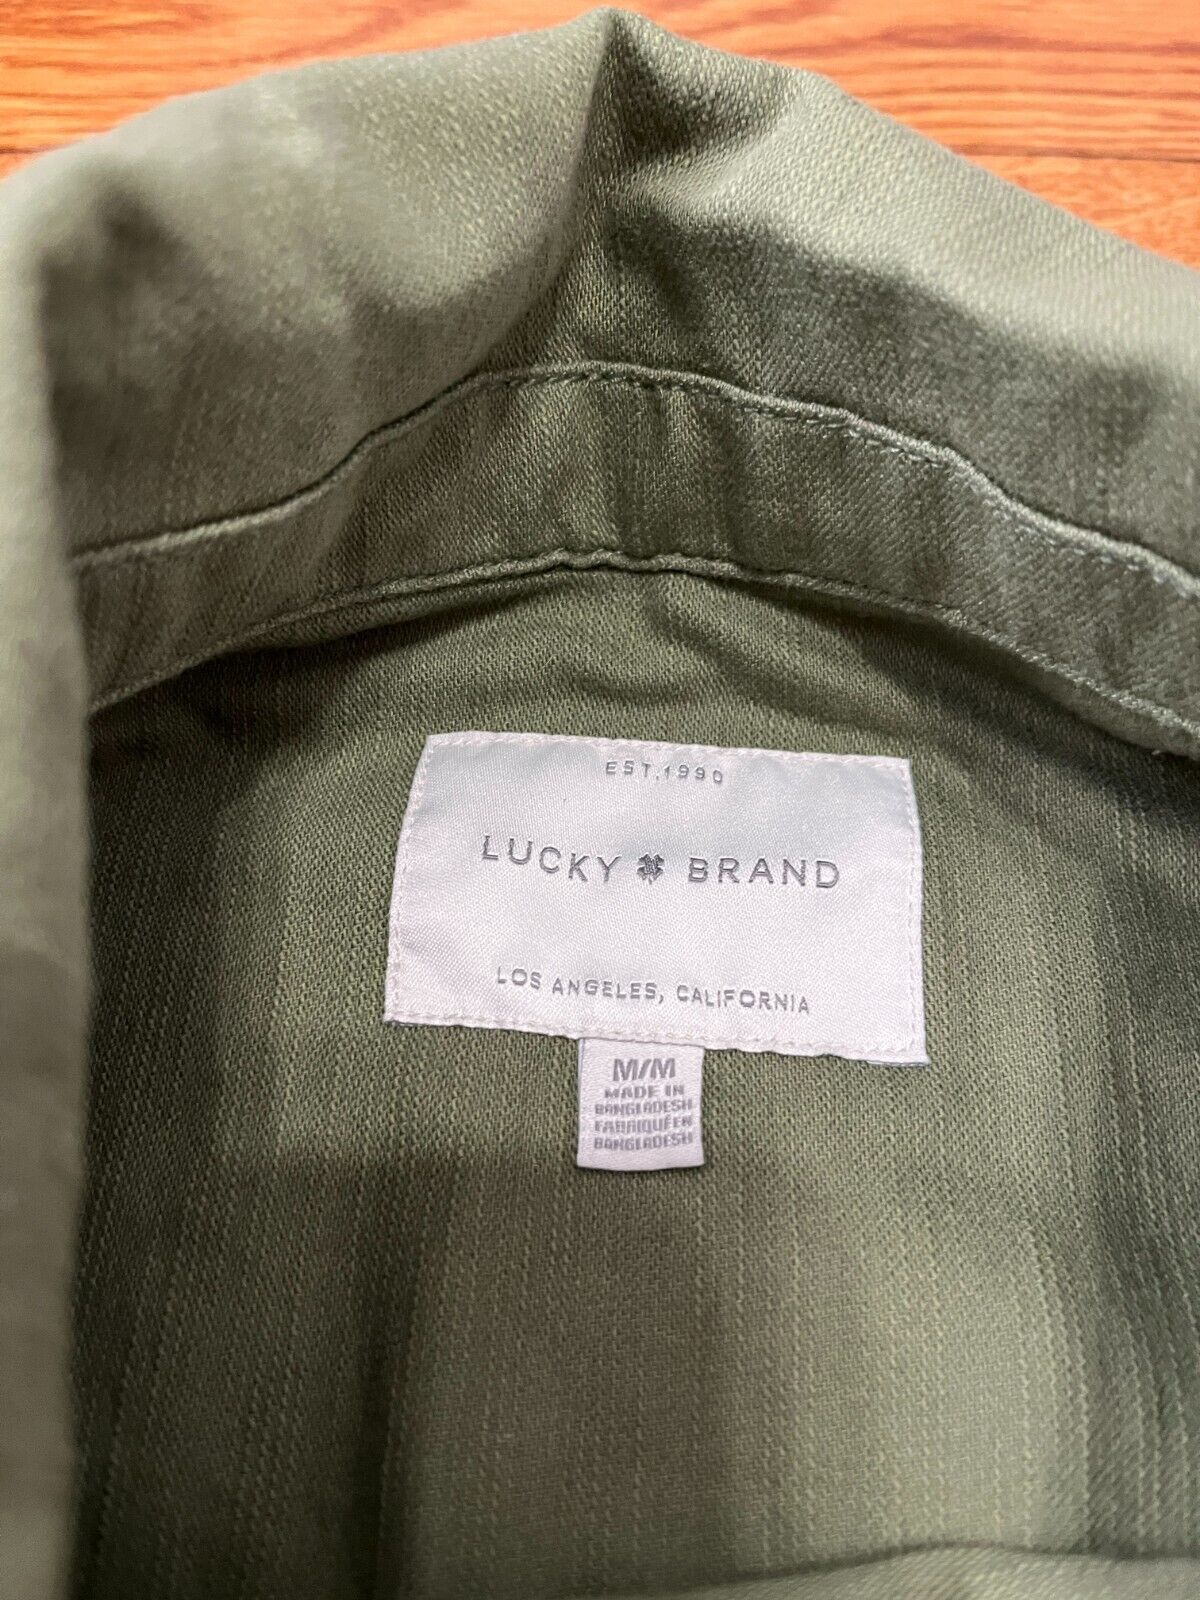 EST. 1990
LUCKY BRAND
LOS ANGELES, CALIFORNIA
M/M
MADE IN
BANGLADESH
FABRIQUÉ EN
BANGLADESH